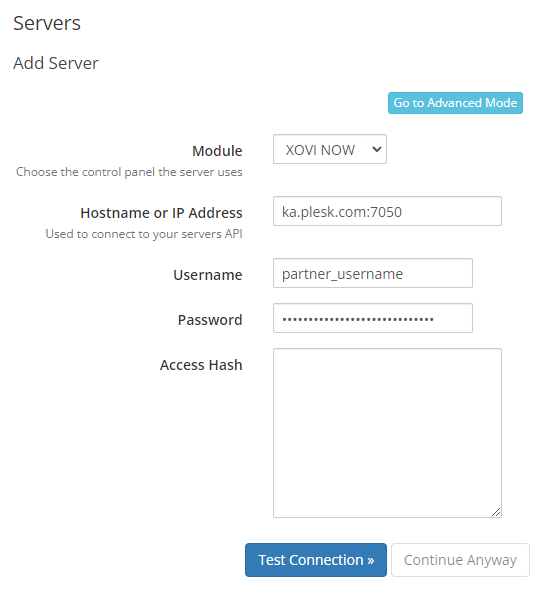 Servers
Add Server
Go to Advanced Mode
Module
XOVI NOW
Choose the control panel the server uses
Hostname or IP Address
ka.plesk.com:7050
Used to connect to your servers API
Username
partner_username
Password
•••••••••••••••••••••••••••••
Access Hash
Test Connection »
Continue Anyway